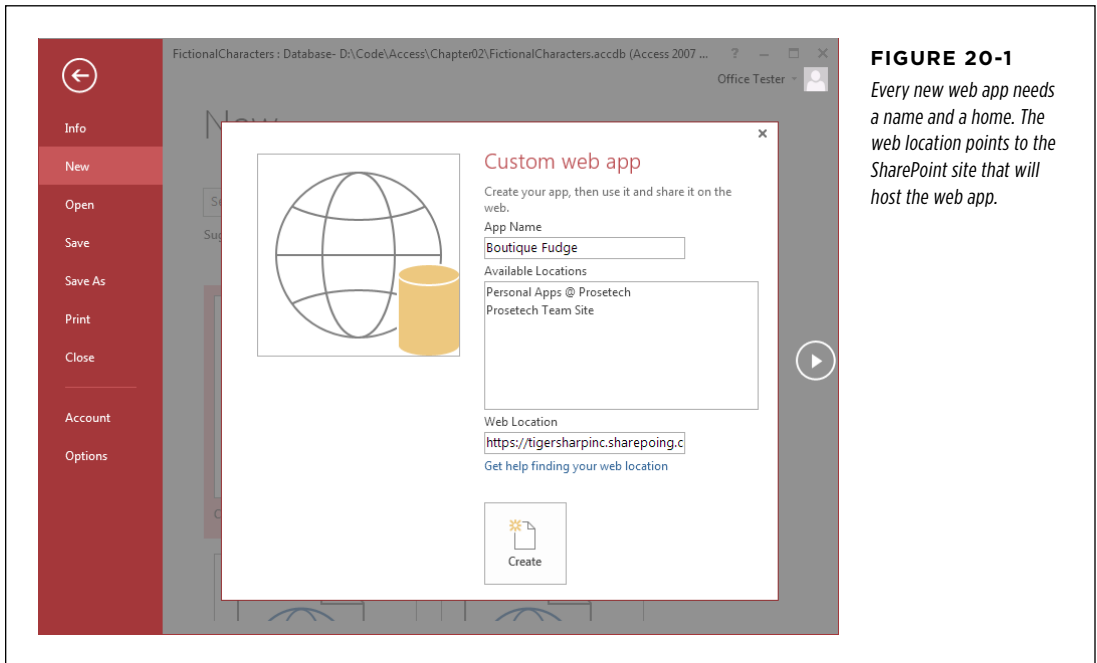 FictionalCharacters : Database- D:\Code\Access\Chapter02\FictionalCharacters.accdb (Access 2007 ...
?
Office Tester
Info
New
Open
Save
Save As
Print
Close
Account
Options
New
Custom web app
Create your app, then use it and share it on the
web.
App Name
Boutique Fudge
Available Locations
Personal Apps @ Prosetech
Prosetech Team Site
Web Location
https://tigersharpinc.sharepoing.c
Get help finding your web location
Create
FIGURE 20-1
Every new web app needs
a name and a home. The
web location points to the
SharePoint site that will
host the web app.